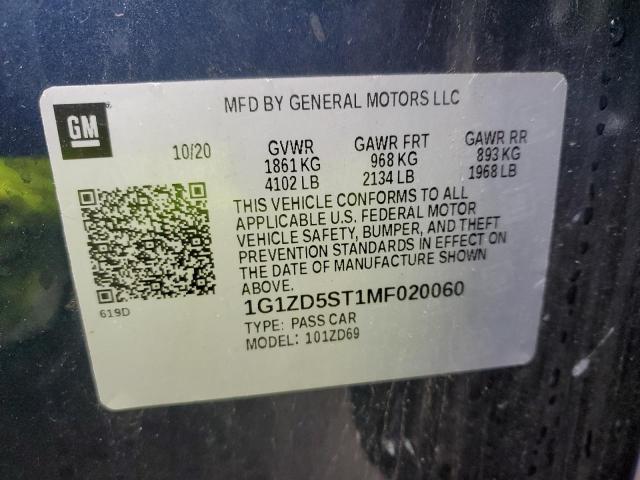 GM
MFD BY GENERAL MOTORS LLC
10/20 GVWR GAWR FRT GAWR RR
1861 KG 968 KG 893 KG
4102 LB 2134 LB 1968 LB
THIS VEHICLE CONFORMS TO ALL
APPLICABLE U.S. FEDERAL MOTOR
VEHICLE SAFETY, BUMPER, AND THEFT
PREVENTION STANDARDS IN EFFECT ON
THE DATE OF MANUFACTURE SHOWN
ABOVE.
619D
1G1ZD5ST1MF020060
TYPE: PASS CAR
MODEL: 101ZD69